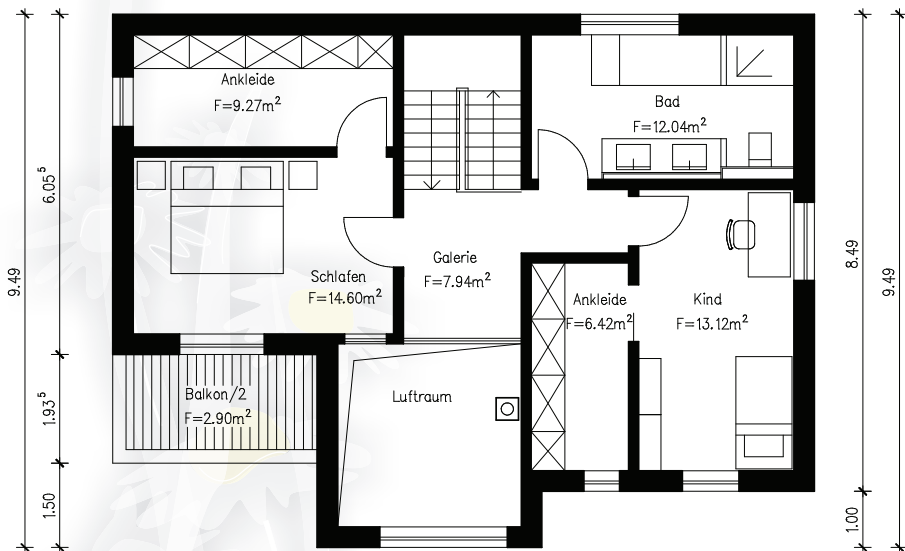 Ankleide
F=9.27m²
Bad
F=12.04m²
Schlafen
F=14.60m²
Galerie
F=7.94m²
Ankleide
F=6.42m²
Kind
F=13.12m²
Balkon/2
F=2.90m²
Luftraum
9.49
6.05⁵
1.93⁵
1.50
8.49
1.00
9.49